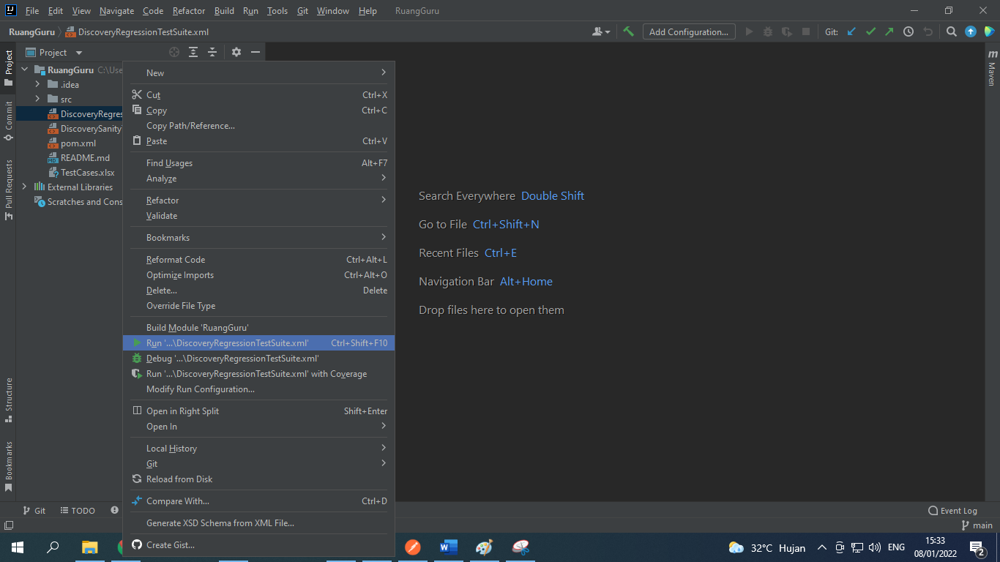 File Edit View Navigate Code Refactor Build Run Tools Git Window Help RuangGuru
RuangGuru DiscoveryRegressionTestSuite.xml Add Configuration... Git:
Project
Project
Commit
Pull Requests
Structure
Bookmarks
RuangGuru C:\Use
.idea
src
DiscoveryRegres
DiscoverySanity
pom.xml
README.md
TestCases.xlsx
External Libraries
Scratches and Cons
New
Cut Ctrl+X
Copy Ctrl+C
Copy Path/Reference...
Paste Ctrl+V
Find Usages Alt+F7
Analyze
Refactor
Validate
Bookmarks
Reformat Code Ctrl+Alt+L
Optimize Imports Ctrl+Alt+O
Delete... Delete
Override File Type
Build Module 'RuangGuru'
Run '...\DiscoveryRegressionTestSuite.xml' Ctrl+Shift+F10
Debug '...\DiscoveryRegressionTestSuite.xml'
Run '...\DiscoveryRegressionTestSuite.xml' with Coverage
Modify Run Configuration...
Open in Right Split Shift+Enter
Open In
Local History
Git
Reload from Disk
Compare With... Ctrl+D
Generate XSD Schema from XML File...
Create Gist...
Search Everywhere Double Shift
Go to File Ctrl+Shift+N
Recent Files Ctrl+E
Navigation Bar Alt+Home
Drop files here to open them
m
Maven
Git TODO
Event Log
main
32°C Hujan ENG 15:33
08/01/2022 2